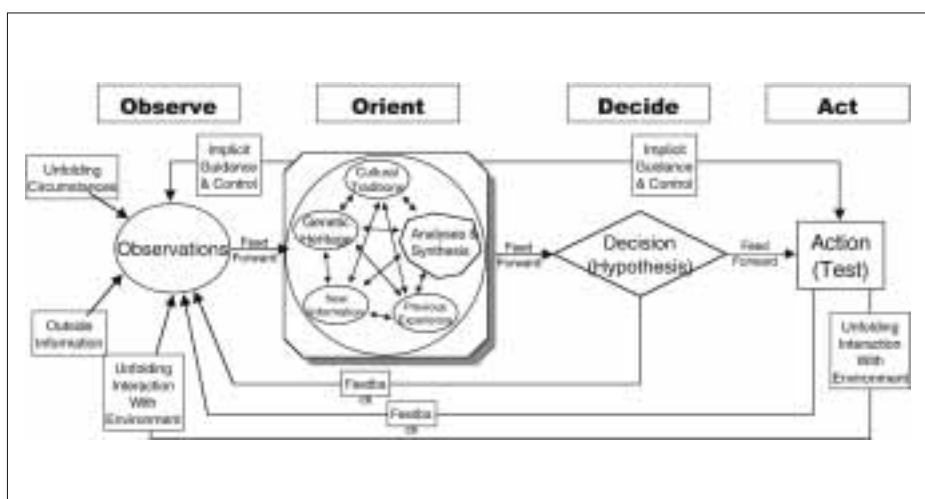 Observe
Orient
Decide
Act
Implicit
Guidance
& Control
Implicit
Guidance
& Control
Unfolding
Circumstances
Cultural
Traditions
Genetic
Heritage
Analyses &
Synthesis
New
Information
Previous
Experience
Observations
Feed
Forward
Feed
Forward
Decision
(Hypothesis)
Feed
Forward
Action
(Test)
Outside
Information
Unfolding
Interaction
With
Environment
Unfolding
Interaction
With
Environment
Feedba
ck
Feedba
ck